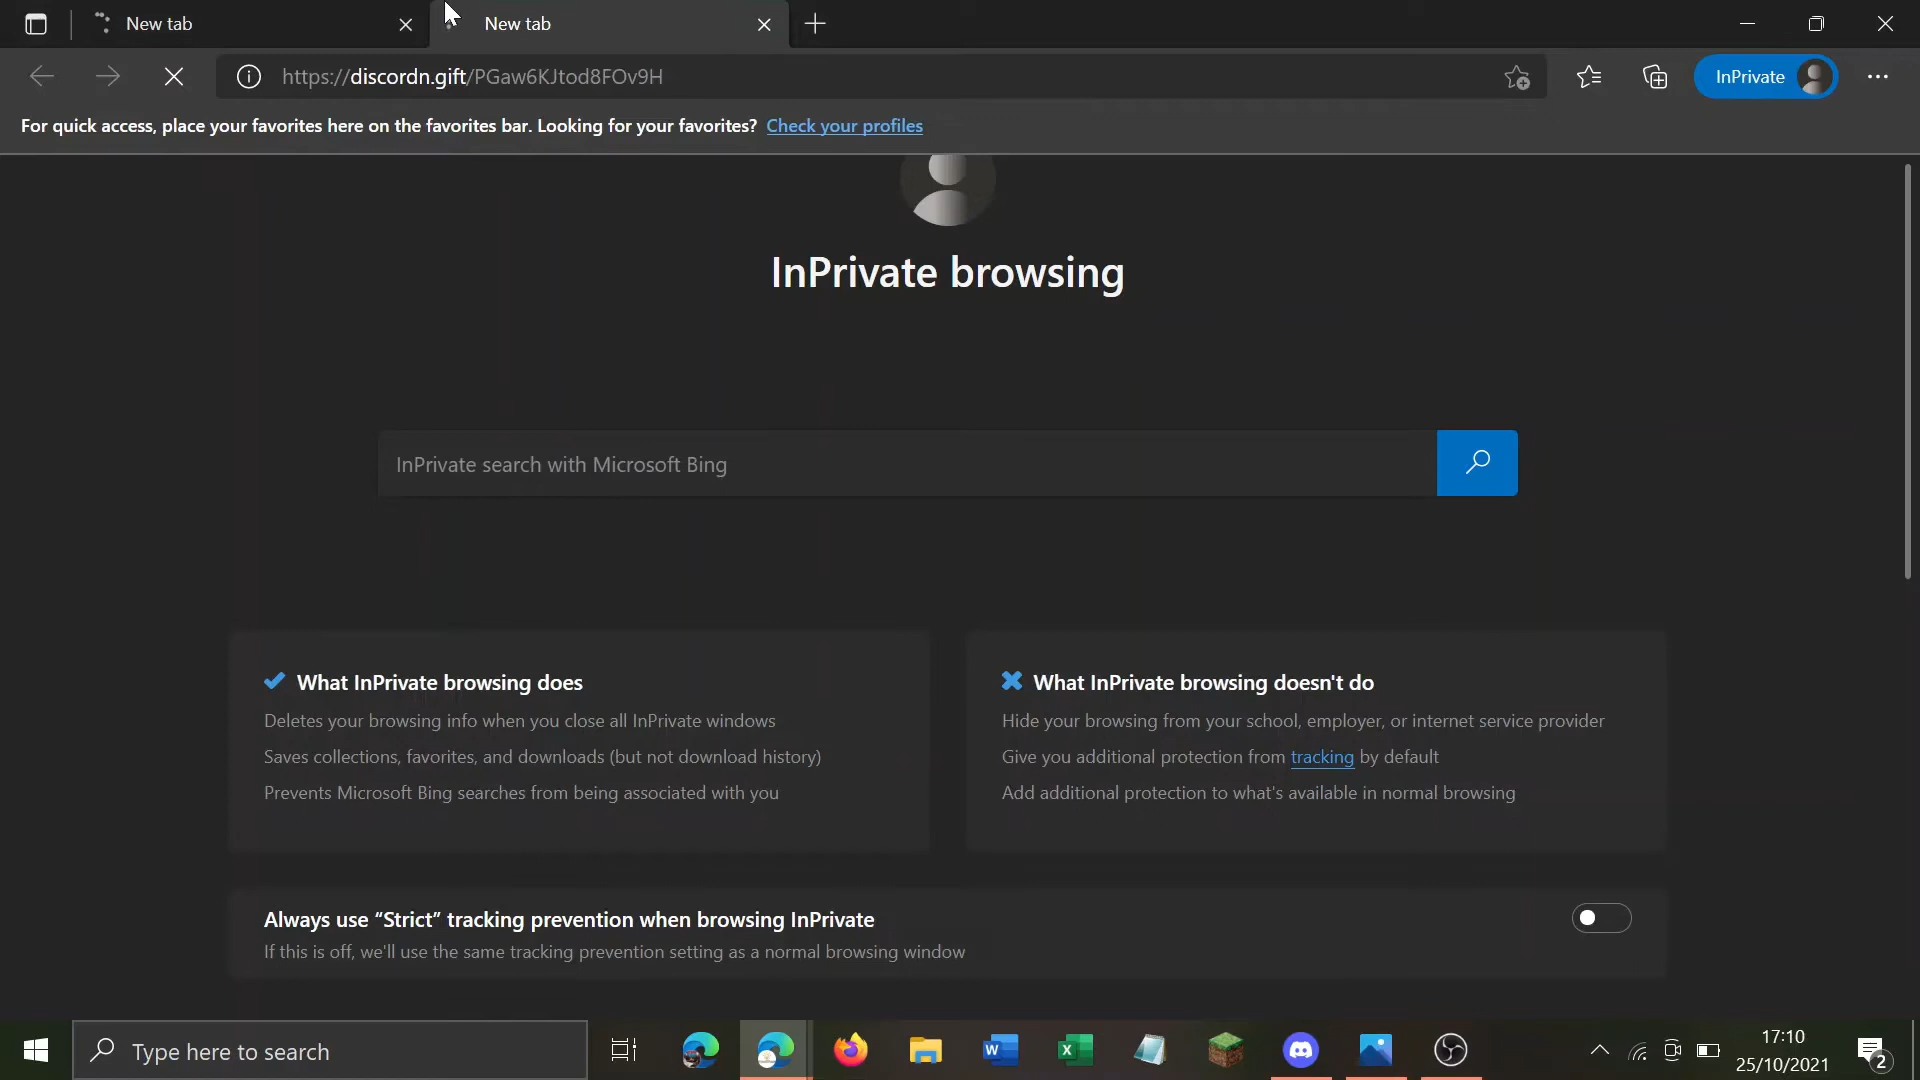 New tab
New tab
https://discordn.gift/PGaw6KJtod8FOv9H
InPrivate
For quick access, place your favorites here on the favorites bar. Looking for your favorites? Check your profiles
InPrivate browsing
InPrivate search with Microsoft Bing
What InPrivate browsing does
Deletes your browsing info when you close all InPrivate windows
Saves collections, favorites, and downloads (but not download history)
Prevents Microsoft Bing searches from being associated with you
What InPrivate browsing doesn't do
Hide your browsing from your school, employer, or internet service provider
Give you additional protection from tracking by default
Add additional protection to what's available in normal browsing
Always use “Strict” tracking prevention when browsing InPrivate
If this is off, we'll use the same tracking prevention setting as a normal browsing window
Type here to search
17:10
25/10/2021
2